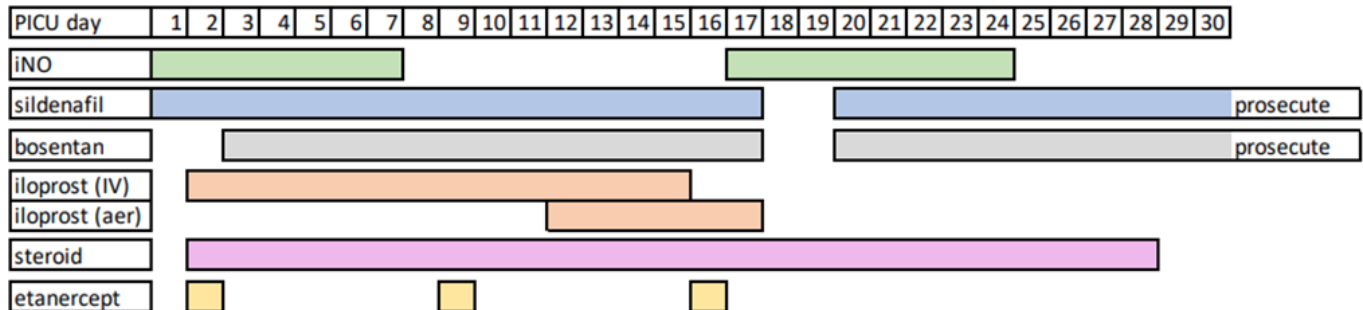 PICU day 1 2 3 4 5 6 7 8 9 10 11 12 13 14 15 16 17 18 19 20 21 22 23 24 25 26 27 28 29 30
iNO
sildenafil prosecute
bosentan prosecute
iloprost (IV)
iloprost (aer)
steroid
etanercept